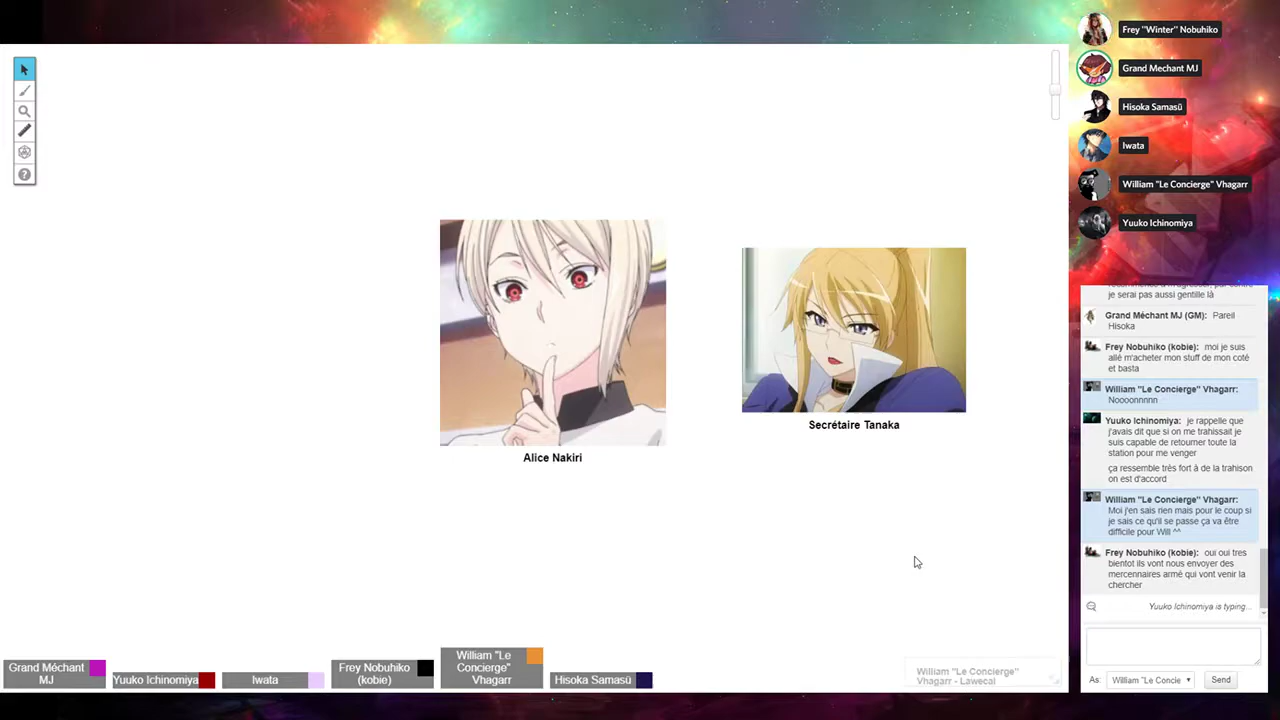 Frey "Winter" Nobuhiko
Grand Mechant MJ
Hisoka Samasū
Iwata
William "Le Concierge" Vhagarr
Yuuko Ichinomiya
je serai pas aussi gentille là
Grand Méchant MJ (GM): Pareil
Hisoka
Frey Nobuhiko (kobie): moi je suis
allé m'acheter mon stuff de mon coté
et basta
William "Le Concierge" Vhagarr:
Noooonnnnn
Yuuko Ichinomiya: je rappelle que
j'avais dit que si on me trahissait je
suis capable de retourner toute la
station pour me venger
ça ressemble très fort à de la trahison
on est d'accord
William "Le Concierge" Vhagarr:
Moi j'en sais rien mais pour le coup si
je sais ce qu'il se passe ça va être
difficile pour Will ^^
Frey Nobuhiko (kobie): oui oui tres
bientot ils vont nous envoyer des
mercennaires armé qui vont venir la
chercher
Yuuko Ichinomiya is typing...
As: William "Le Concie
Send
Alice Nakiri
Secrétaire Tanaka
Grand Méchant
MJ
Yuuko Ichinomiya
Iwata
Frey Nobuhiko
(kobie)
William "Le
Concierge"
Vhagarr
Hisoka Samasū
William "Le Concierge"
Vhagarr - Lawecal